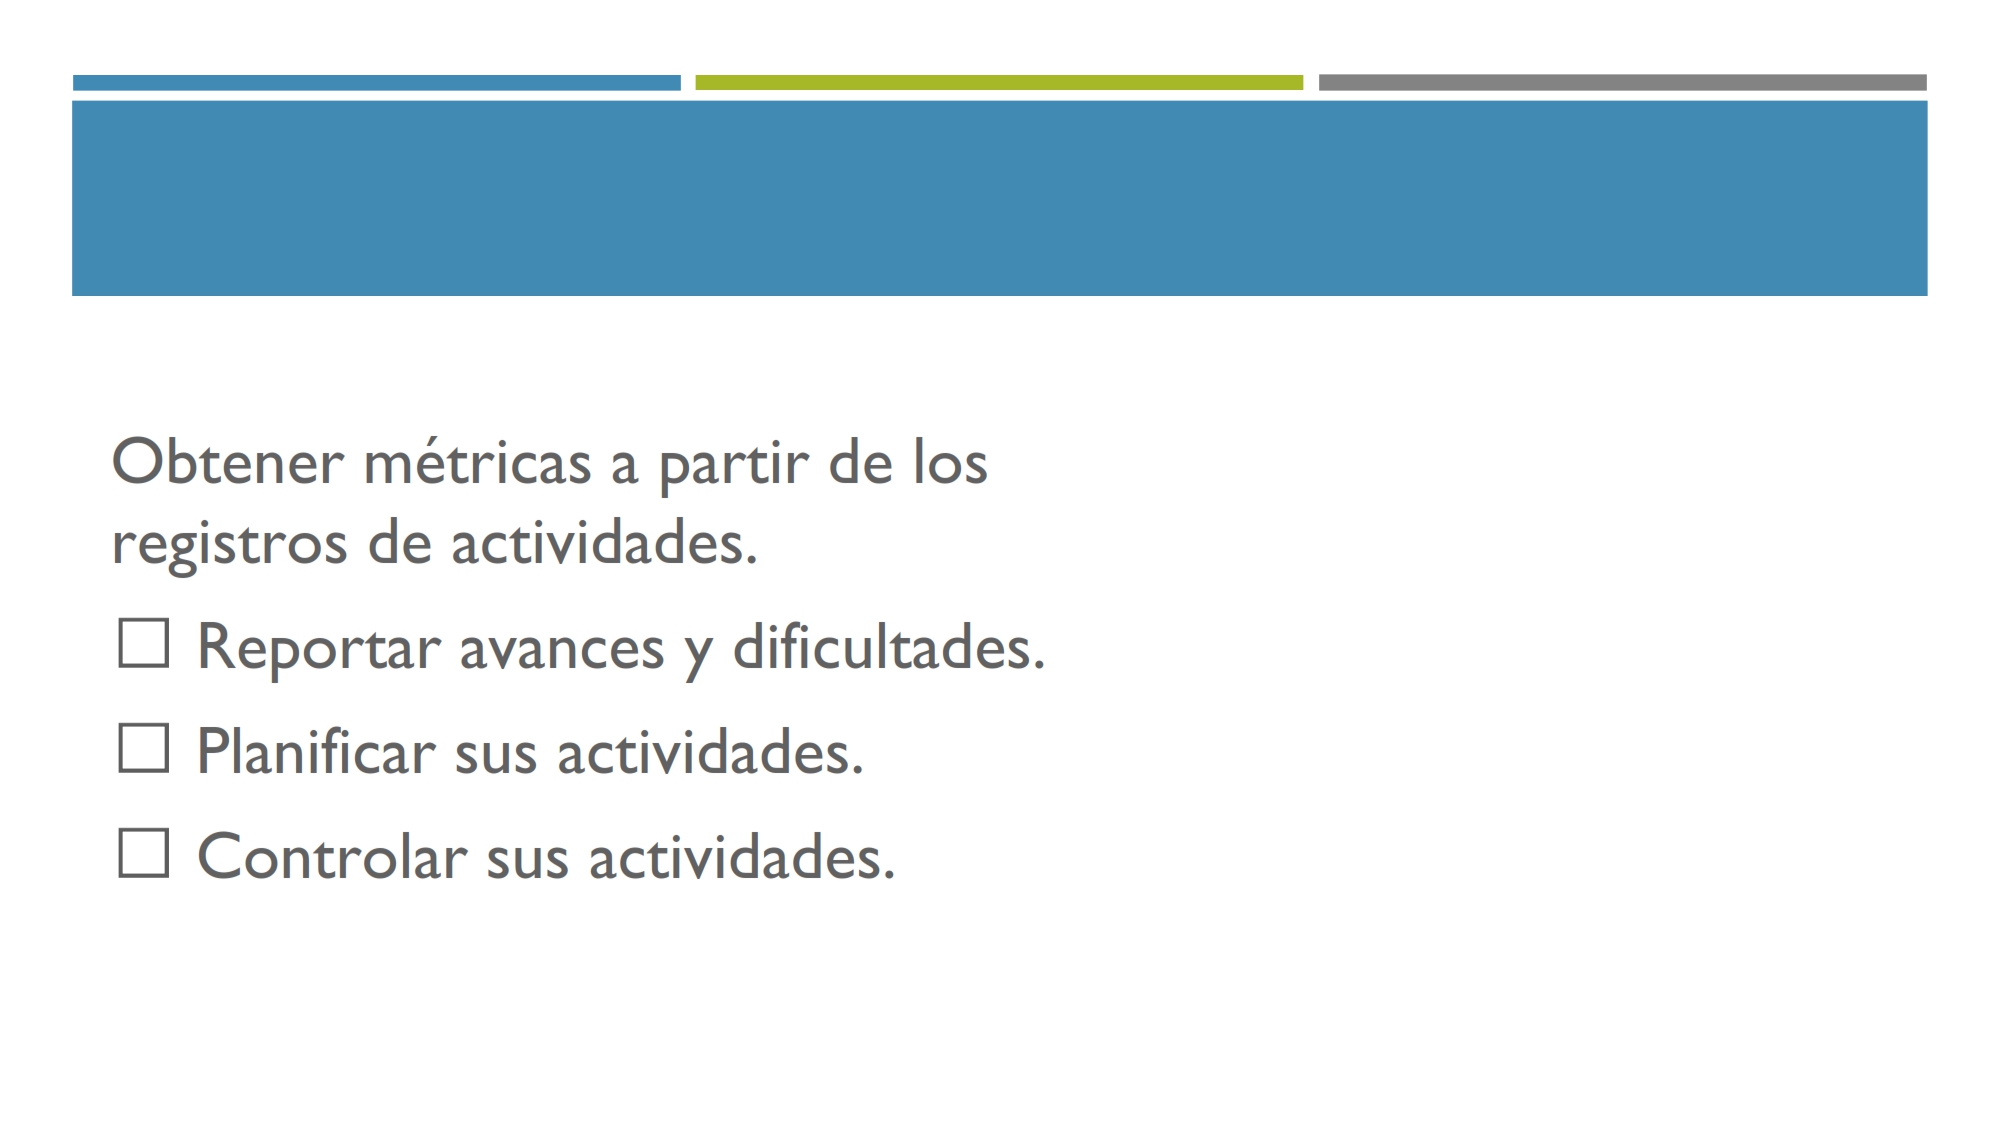 Obtener métricas a partir de los
registros de actividades.
☐ Reportar avances y dificultades.
☐ Planificar sus actividades.
☐ Controlar sus actividades.